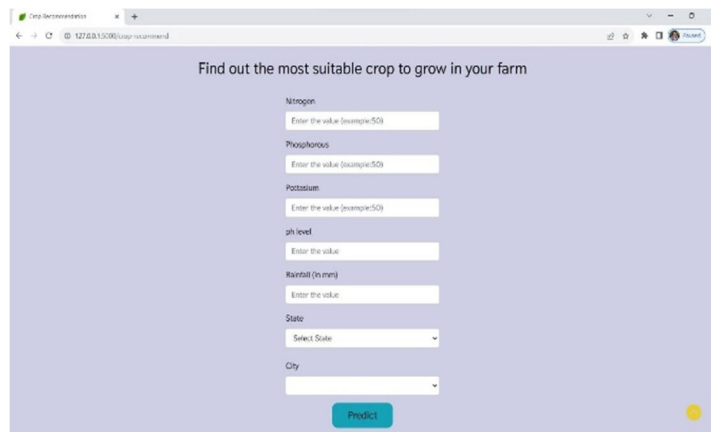 Crop Recommendation
127.0.0.1:5000/crop-recommend
Paused
Find out the most suitable crop to grow in your farm
Nitrogen
Enter the value (example:50)
Phosphorous
Enter the value (example:50)
Pottasium
Enter the value (example:50)
ph level
Enter the value
Rainfall (in mm)
Enter the value
State
Select State
City
Predict